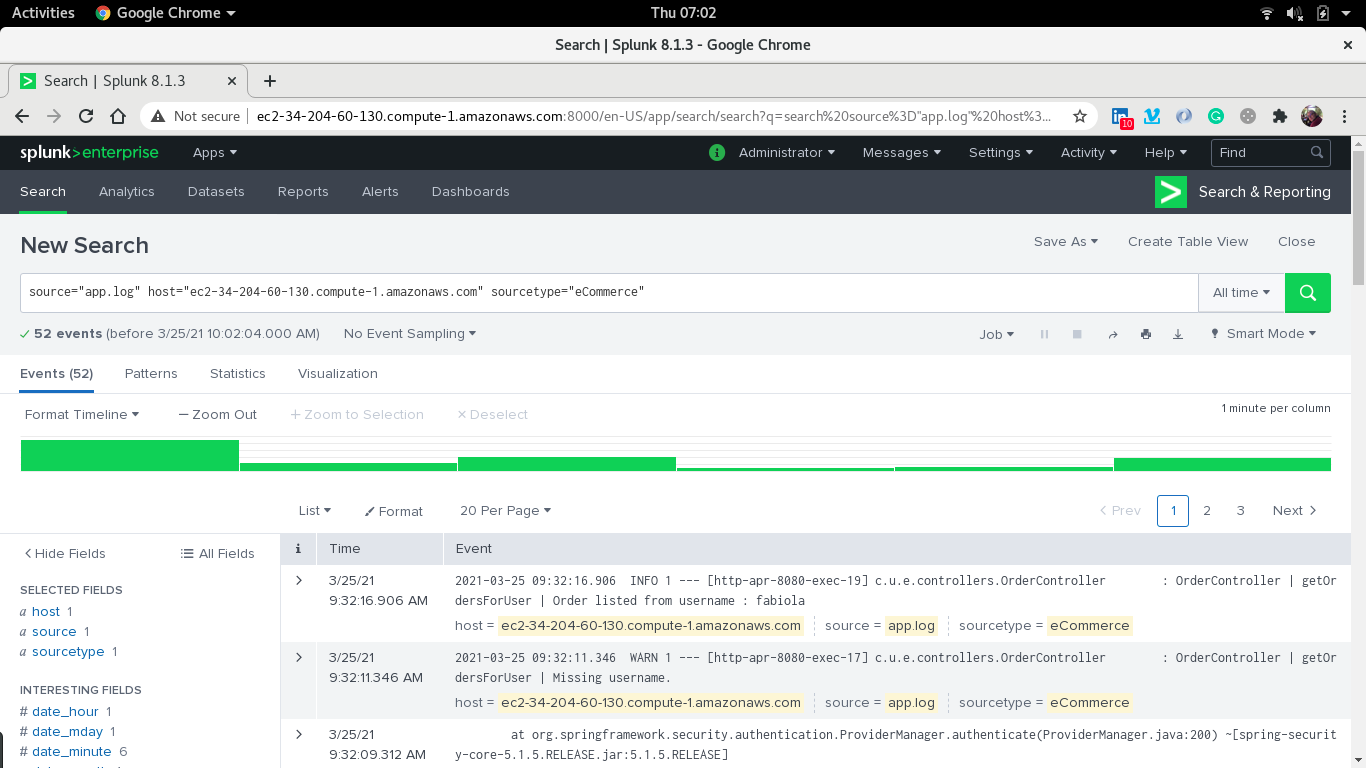 Activities Google Chrome Thu 07:02
Search | Splunk 8.1.3 - Google Chrome ×
Search | Splunk 8.1.3 × +
Not secure ec2-34-204-60-130.compute-1.amazonaws.com:8000/en-US/app/search/search?q=search%20source%3D"app.log"%20host%3... 10
splunk>enterprise Apps i Administrator Messages Settings Activity Help Find
Search Analytics Datasets Reports Alerts Dashboards > Search & Reporting
New Search Save As Create Table View Close
source="app.log" host="ec2-34-204-60-130.compute-1.amazonaws.com" sourcetype="eCommerce" All time
52 events (before 3/25/21 10:02:04.000 AM) No Event Sampling Job Smart Mode
Events (52) Patterns Statistics Visualization
Format Timeline — Zoom Out + Zoom to Selection × Deselect 1 minute per column
List Format 20 Per Page < Prev 1 2 3 Next >
< Hide Fields All Fields i Time Event
SELECTED FIELDS
a host 1
a source 1
a sourcetype 1
INTERESTING FIELDS
# date_hour 1
# date_mday 1
# date_minute 6
> 3/25/21 2021-03-25 09:32:16.906  INFO 1 --- [http-apr-8080-exec-19] c.u.e.controllers.OrderController        : OrderController | getOr
9:32:16.906 AM dersForUser | Order listed from username : fabiola
host = ec2-34-204-60-130.compute-1.amazonaws.com source = app.log sourcetype = eCommerce
> 3/25/21 2021-03-25 09:32:11.346  WARN 1 --- [http-apr-8080-exec-17] c.u.e.controllers.OrderController        : OrderController | getOr
9:32:11.346 AM dersForUser | Missing username.
host = ec2-34-204-60-130.compute-1.amazonaws.com source = app.log sourcetype = eCommerce
> 3/25/21 at org.springframework.security.authentication.ProviderManager.authenticate(ProviderManager.java:200) ~[spring-securi
9:32:09.312 AM ty-core-5.1.5.RELEASE.jar:5.1.5.RELEASE]